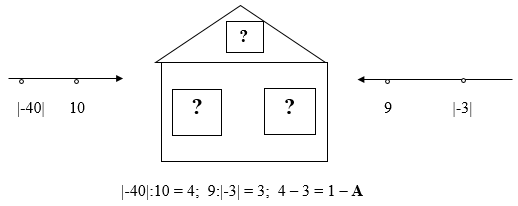 ?
? ?
|-40| 10 9 |-3|
|-40|:10 = 4; 9:|-3| = 3; 4 – 3 = 1 – A